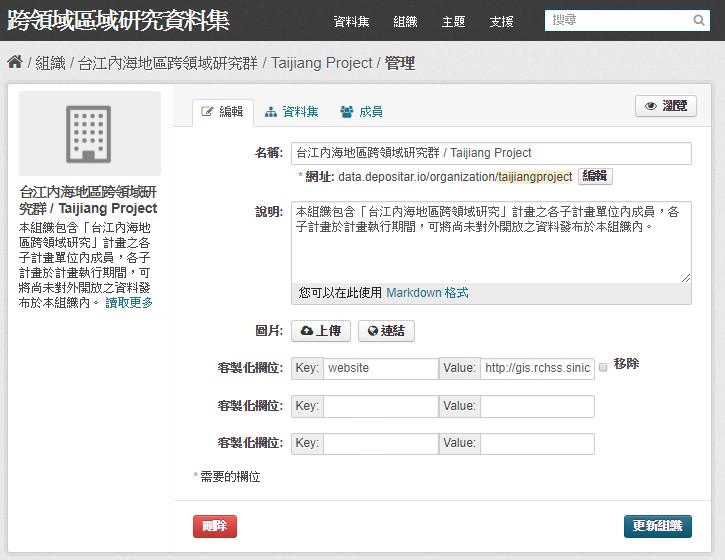 跨領域區域研究資料集
資料集 組織 主題 支援 搜尋
/ 組織 / 台江內海地區跨領域研究群 / Taijiang Project / 管理
台江內海地區跨領域研
究群 / Taijiang Project
本組織包含「台江內海地
區跨領域研究」計畫之各
子計畫單位內成員，各子
計畫於計畫執行期間，可
將尚未對外開放之資料發
布於本組織內。 讀取更多
編輯 資料集 成員 瀏覽
名稱: 台江內海地區跨領域研究群 / Taijiang Project
* 網址: data.depositar.io/organization/taijiangproject 編輯
說明: 本組織包含「台江內海地區跨領域研究」計畫之各子計畫單位內成員，各
子計畫於計畫執行期間，可將尚未對外開放之資料發布於本組織內。
您可以在此使用 Markdown 格式
圖片: 上傳 連結
客製化欄位: Key: website Value: http://gis.rchss.sinic 移除
客製化欄位: Key: Value:
客製化欄位: Key: Value:
* 需要的欄位
刪除 更新組織